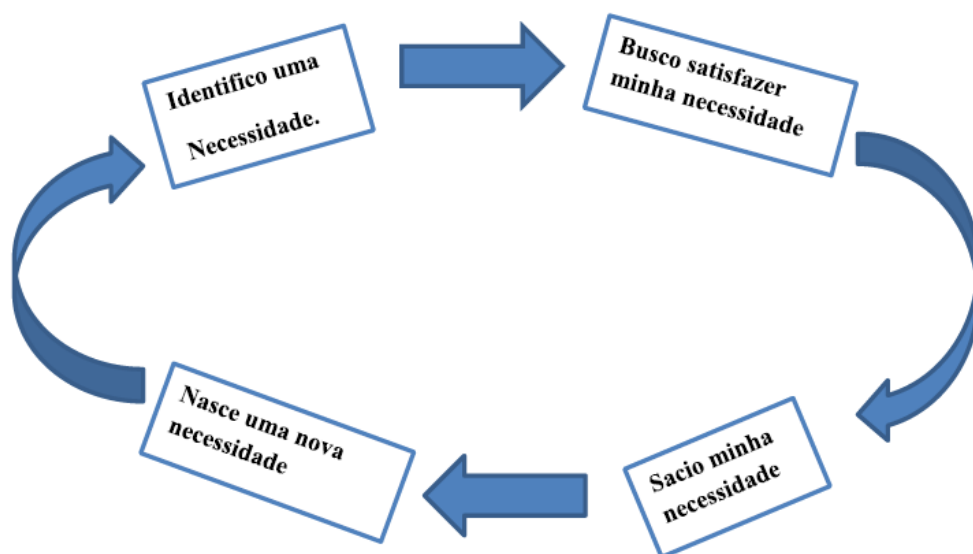 Identifico uma
Necessidade.
Busco satisfazer
minha necessidade
Sacio minha
necessidade
Nasce uma nova
necessidade